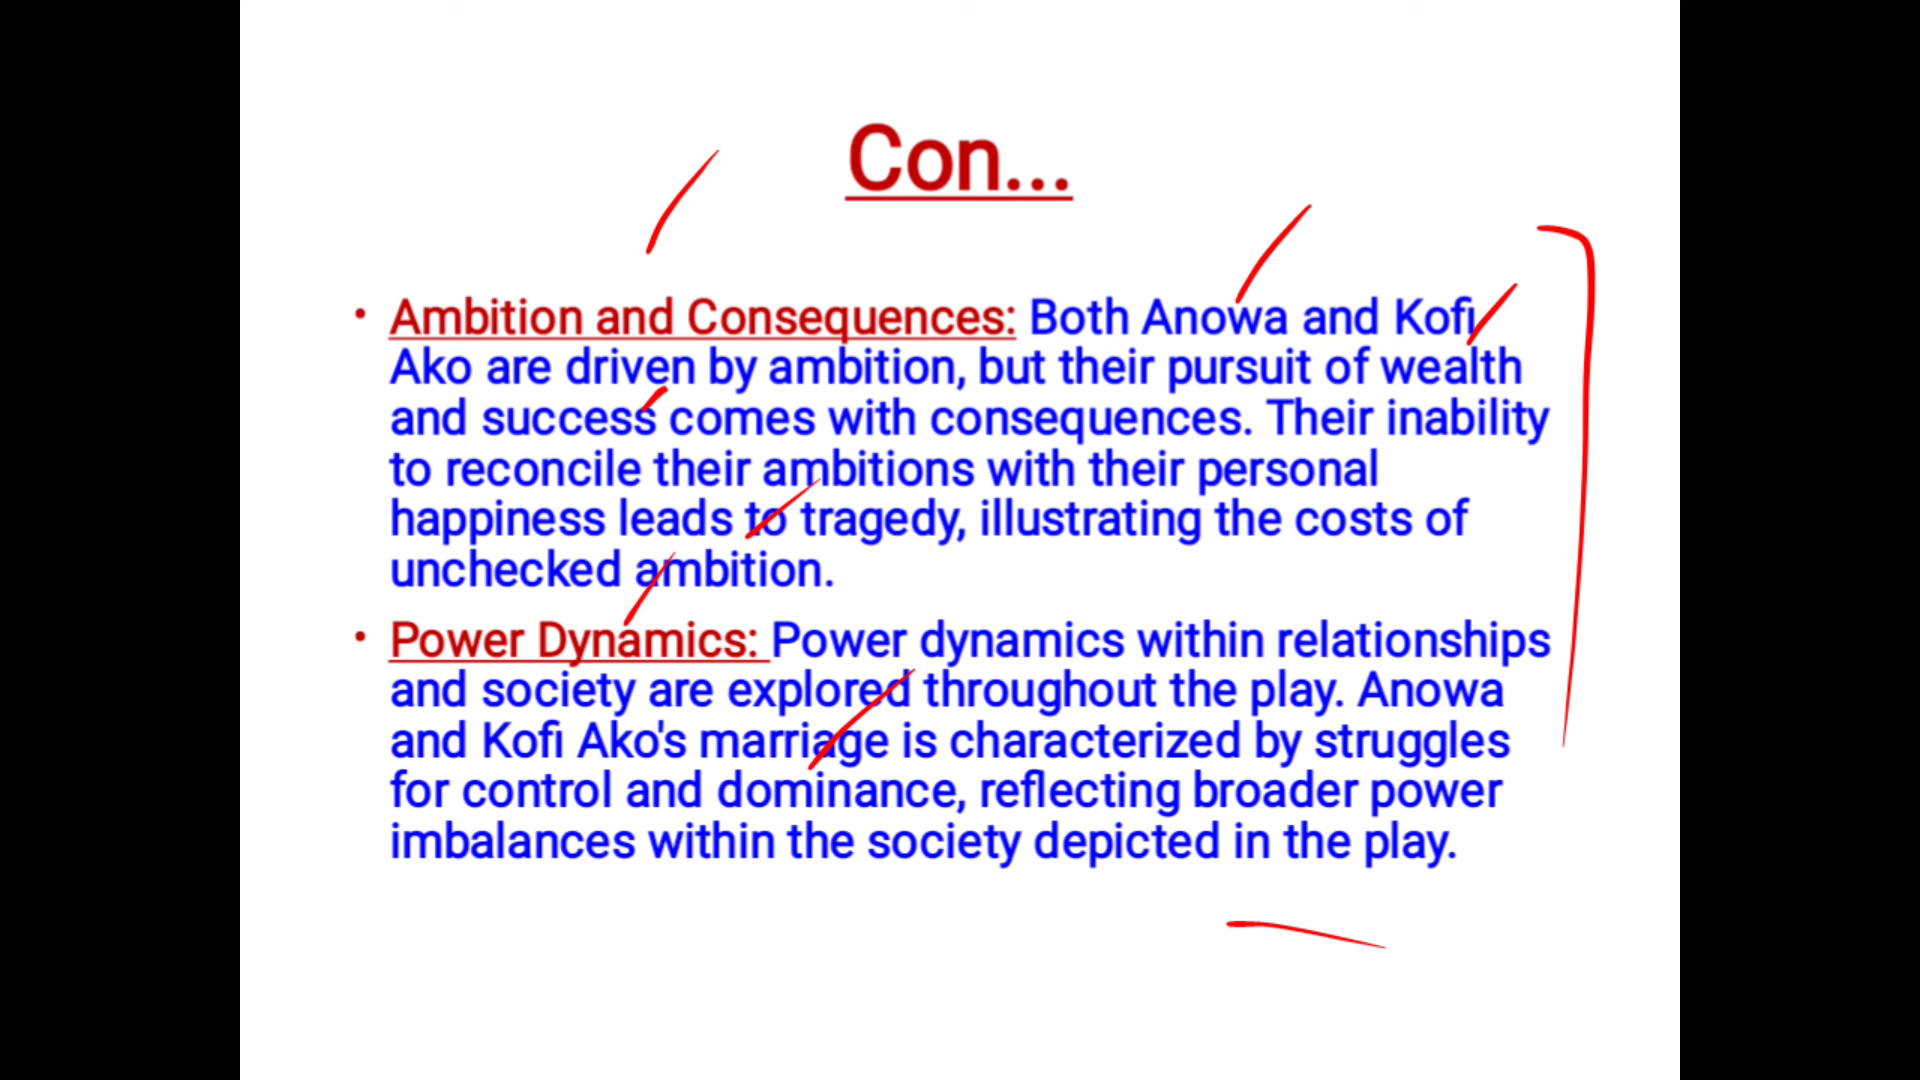 Con...
• Ambition and Consequences: Both Anowa and Kofi
Ako are driven by ambition, but their pursuit of wealth
and success comes with consequences. Their inability
to reconcile their ambitions with their personal
happiness leads to tragedy, illustrating the costs of
unchecked ambition.
• Power Dynamics: Power dynamics within relationships
and society are explored throughout the play. Anowa
and Kofi Ako's marriage is characterized by struggles
for control and dominance, reflecting broader power
imbalances within the society depicted in the play.